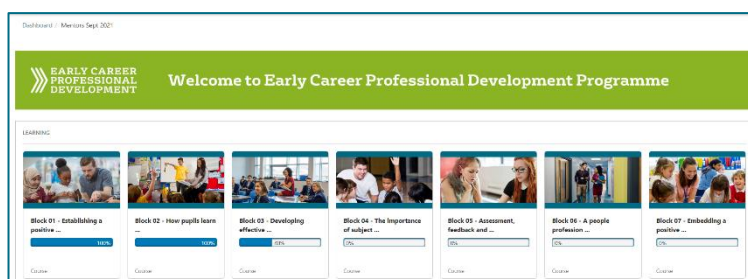 Dashboard / Mentors Sept 2021
EARLY CAREER
PROFESSIONAL
DEVELOPMENT
Welcome to Early Career Professional Development Programme
LEARNING
Block 01 - Establishing a
positive ...
100%
Course
Block 02 - How pupils learn
...
100%
Course
Block 03 - Developing
effective ...
Course
Block 04 - The importance
of subject ...
0%
Course
Block 05 - Assessment,
feedback and ...
0%
Course
Block 06 - A people
profession ...
0%
Course
Block 07 - Embedding a
positive ...
0%
Course